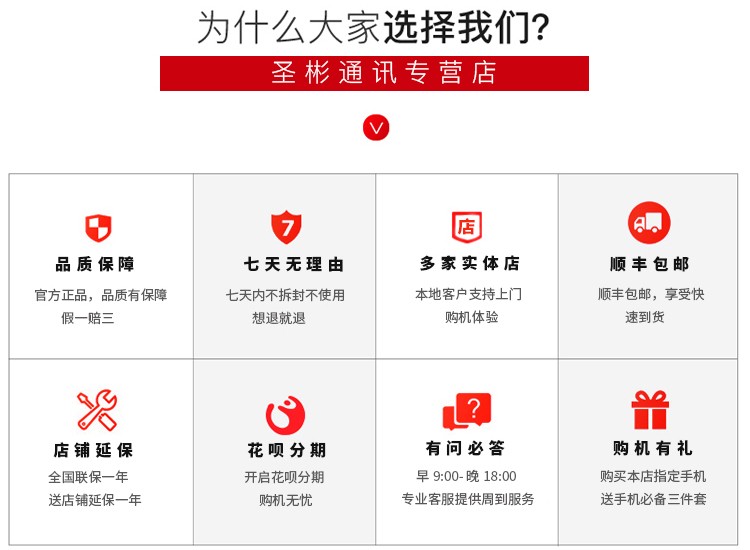 为什么大家选择我们?
圣彬通讯专营店
品质保障
官方正品，品质有保障
假一赔三
7
七天无理由
七天内不拆封不使用
想退就退
店
多家实体店
本地客户支持上门
购机体验
顺丰包邮
顺丰包邮，享受快
速到货
店铺延保
全国联保一年
送店铺延保一年
花呗分期
开启花呗分期
购机无忧
?
有问必答
早 9:00-晚 18:00
专业客服提供周到服务
购机有礼
购买本店指定手机
送手机必备三件套